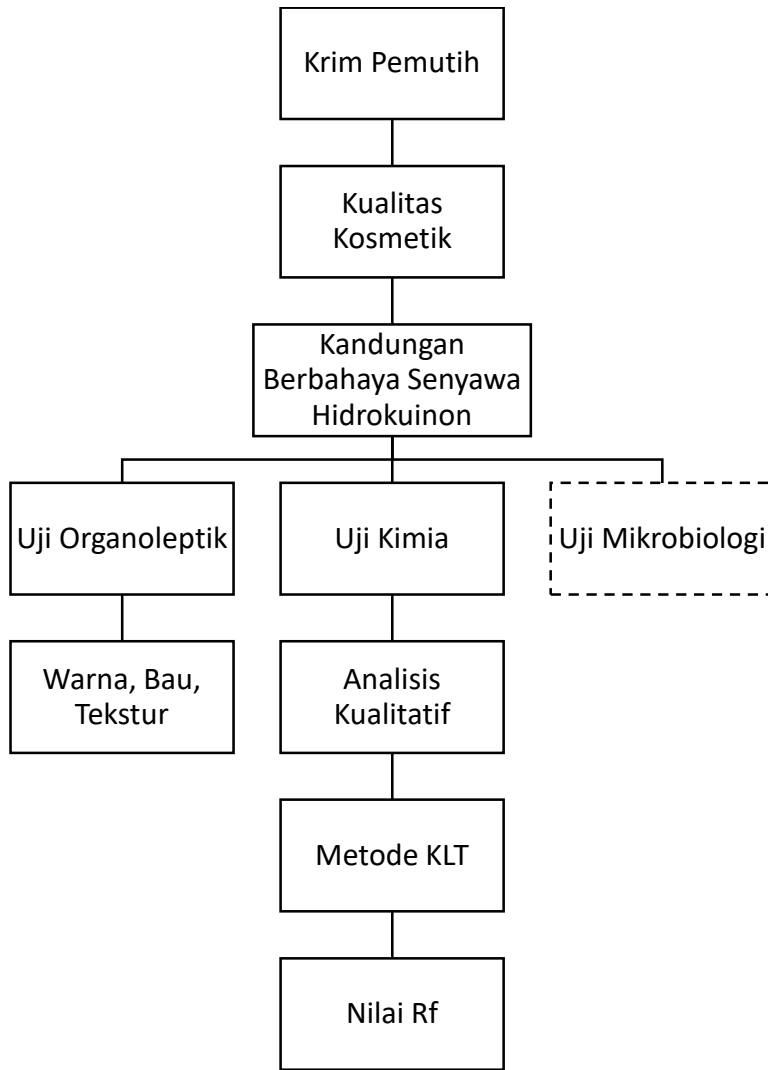 Krim Pemutih
Kualitas
Kosmetik
Kandungan
Berbahaya Senyawa
Hidrokuinon
Uji Organoleptik
Uji Kimia
Uji Mikrobiologi
Warna, Bau,
Tekstur
Analisis
Kualitatif
Metode KLT
Nilai Rf